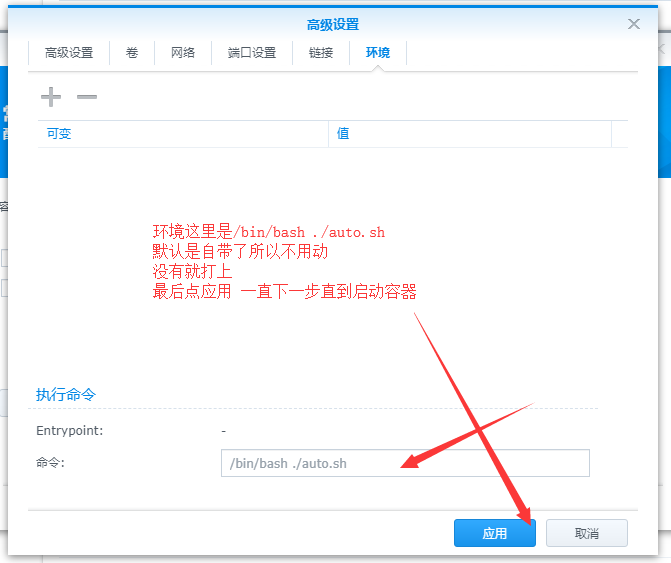 高级设置
高级设置 卷 网络 端口设置 链接 环境
可变 值
环境这里是/bin/bash ./auto.sh
默认是自带了所以不用动
没有就打上
最后点应用 一直下一步直到启动容器
执行命令
Entrypoint: -
命令: /bin/bash ./auto.sh
应用 取消